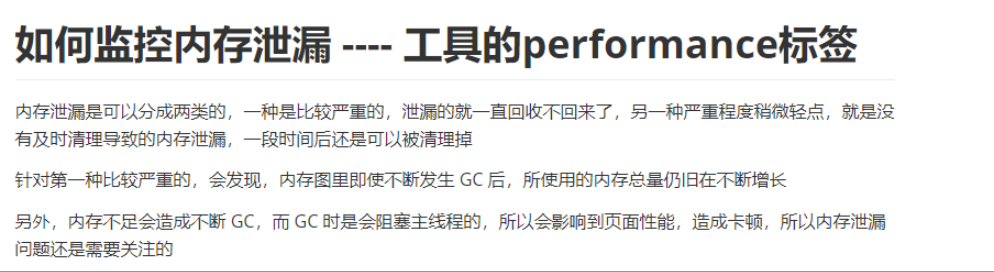 如何监控内存泄漏 ---- 工具的performance标签
内存泄漏是可以分成两类的，一种是比较严重的，泄漏的就一直回收不回来了，另一种严重程度稍微轻点，就是没
有及时清理导致的内存泄漏，一段时间后还是可以被清理掉
针对第一种比较严重的，会发现，内存图里即使不断发生 GC 后，所使用的内存总量仍旧在不断增长
另外，内存不足会造成不断 GC，而 GC 时是会阻塞主线程的，所以会影响到页面性能，造成卡顿，所以内存泄漏
问题还是需要关注的